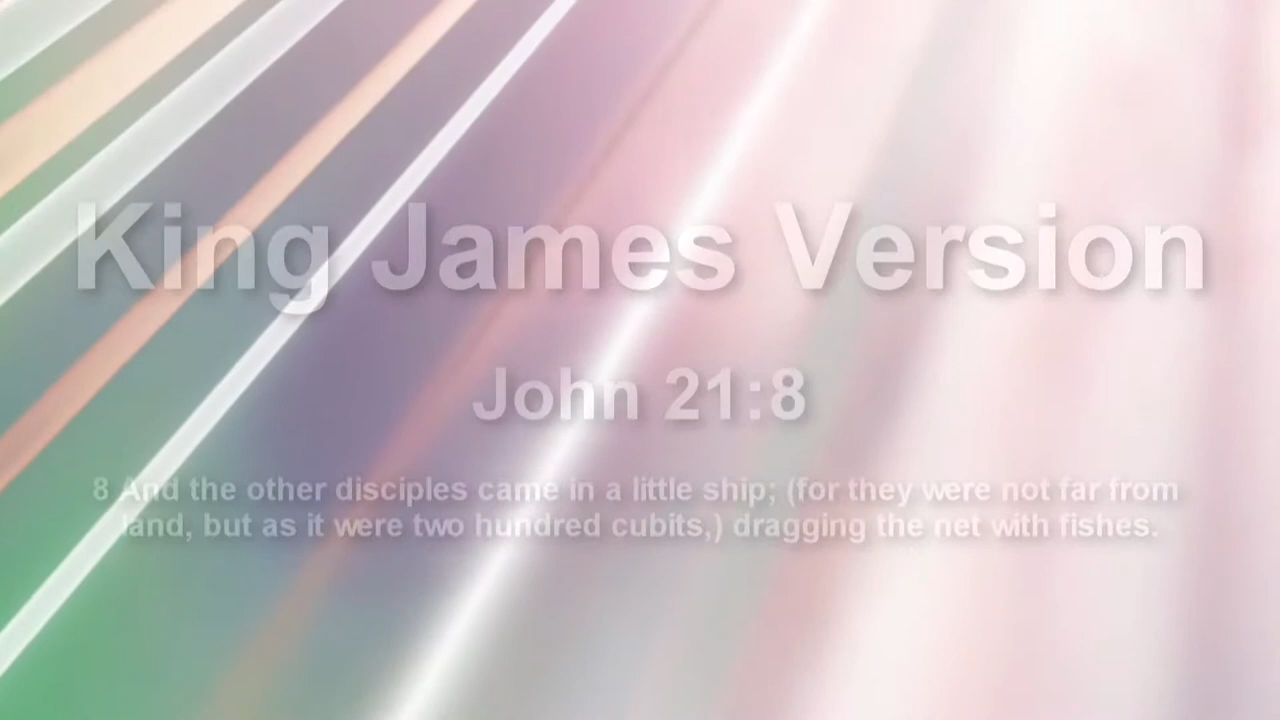 King James Version
John 21:8
8 And the other disciples came in a little ship; (for they were not far from
land, but as it were two hundred cubits,) dragging the net with fishes.